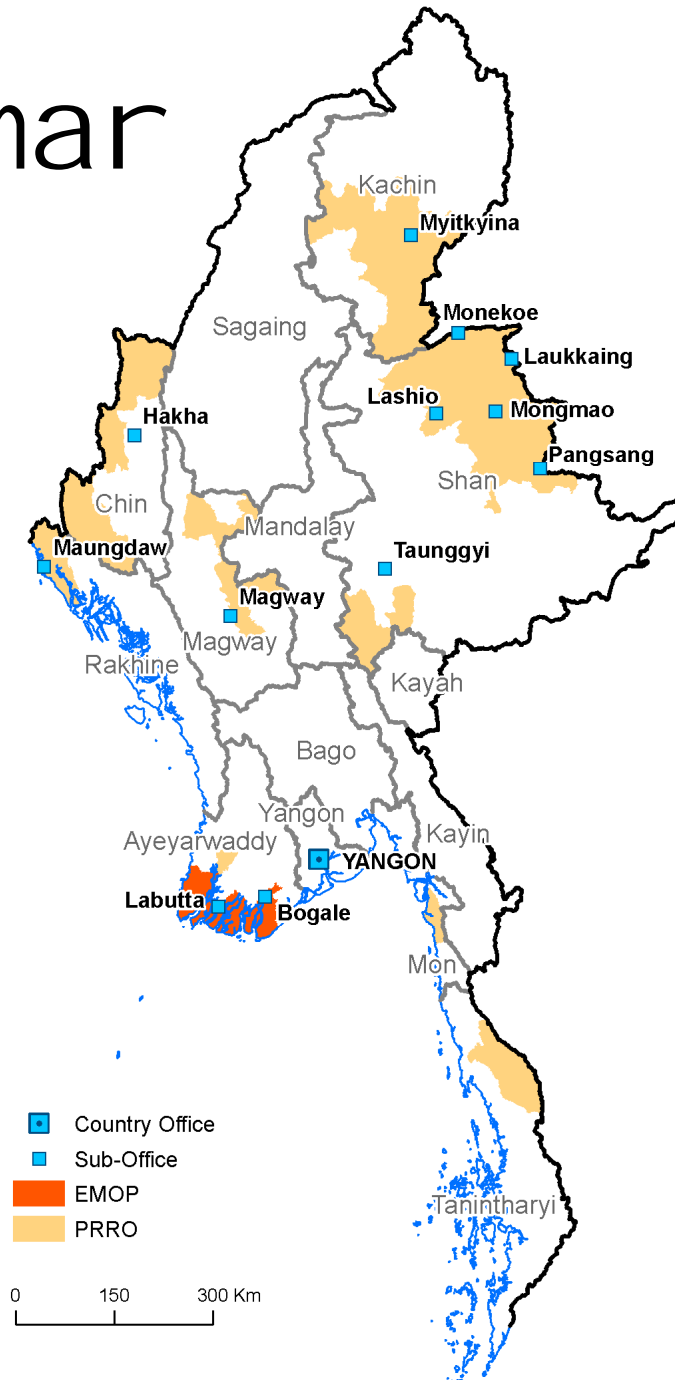 mar
Kachin
Myitkyina
Monekoe
Sagaing
Laukkaing
Lashio
Mongmao
Hakha
Pangsang
Shan
Chin
Mandalay
Maungdaw
Taunggyi
Magway
Magway
Rakhine
Kayah
Bago
Yangon
Kayin
Ayeyarwaddy
YANGON
Labutta
Bogale
Mon
Country Office
Sub-Office
EMOP
Tanintharyi
PRRO
0 150 300 Km